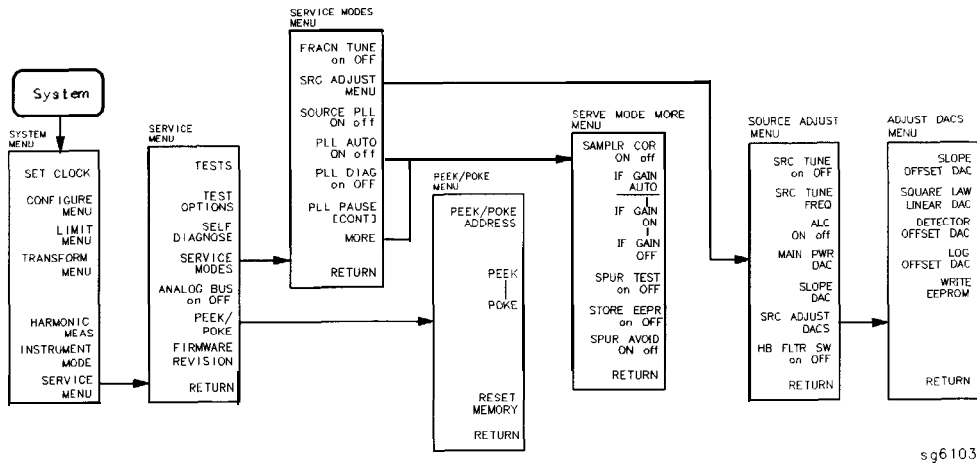 System
SYSTEM
MENU
SET CLOCK
CONFIGURE
MENU
LIMIT
MENU
TRANSFORM
MENU
HARMONIC
MEAS
INSTRUMENT
MODE
SERVICE
MENU
SERVICE
MENU
TESTS
TEST
OPTIONS
SELF
DIAGNOSE
SERVICE
MODES
ANALOG BUS
on OFF
PEEK/
POKE
FIRMWARE
REVISION
RETURN
SERVICE MODES
MENU
FRACN TUNE
on OFF
SRC ADJUST
MENU
SOURCE PLL
ON off
PLL AUTO
ON off
PLL DIAG
on OFF
PLL PAUSE
[CONT]
MORE
RETURN
PEEK/POKE
MENU
PEEK/POKE
ADDRESS
PEEK
POKE
RESET
MEMORY
RETURN
SERVE MODE MORE
MENU
SAMPLR COR
ON off
IF GAIN
AUTO
IF GAIN
ON
IF GAIN
OFF
SPUR TEST
on OFF
STORE EEPR
on OFF
SPUR AVOID
ON off
RETURN
SOURCE ADJUST
MENU
SRC TUNE
on OFF
SRC TUNE
FREQ
ALC
ON off
MAIN PWR
DAC
SLOPE
DAC
SRC ADJUST
DACS
HB FLTR SW
on OFF
RETURN
ADJUST DACS
MENU
SLOPE
OFFSET DAC
SQUARE LAW
LINEAR DAC
DETECTOR
OFFSET DAC
LOG
OFFSET DAC
WRITE
EEPROM
RETURN
sg6103